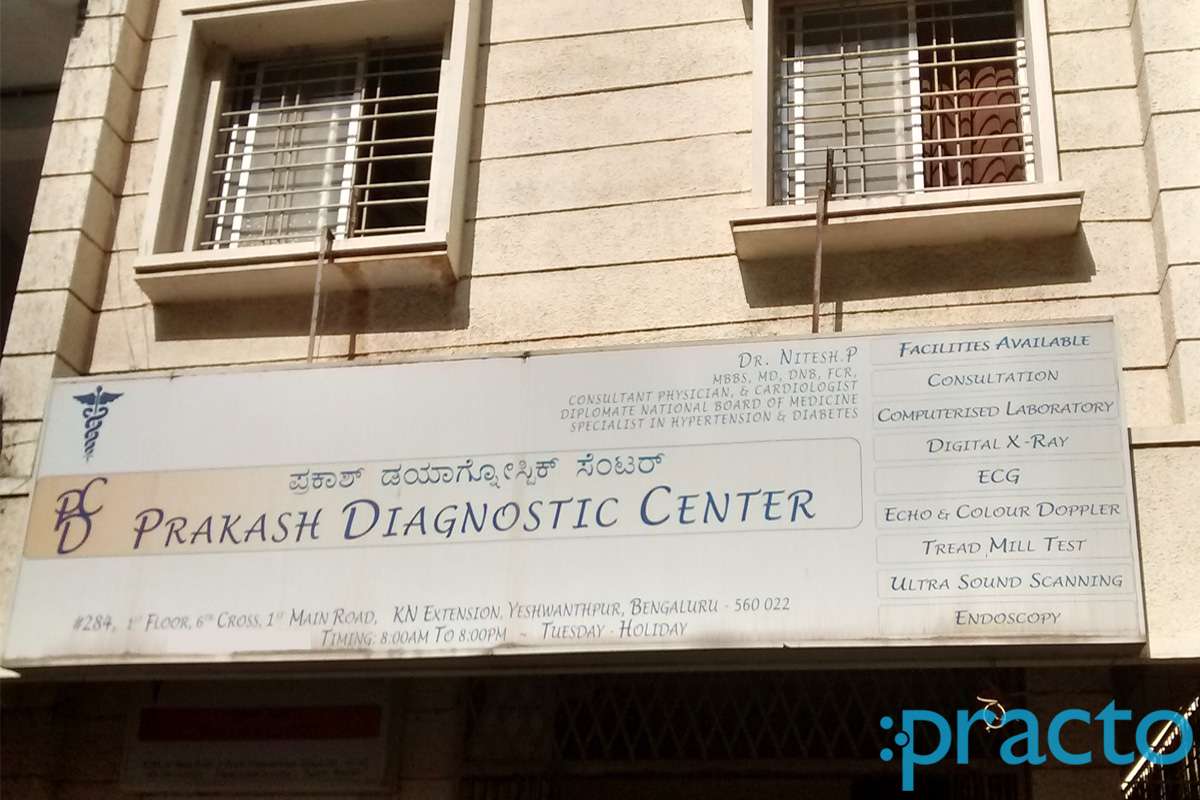 DR. NITESH.P
MBBS, MD, DNB, FCR,
CONSULTANT PHYSICIAN, & CARDIOLOGIST
DIPLOMATE NATIONAL BOARD OF MEDICINE
SPECIALIST IN HYPERTENSION & DIABETES
ಪ್ರಕಾಶ್ ಡಯಾಗ್ನೋಸ್ಟಿಕ್ ಸೆಂಟರ್
PDC
PRAKASH DIAGNOSTIC CENTER
#284, 1ST FLOOR, 6TH CROSS, 1ST MAIN ROAD, KN EXTENSION, YESHWANTHPUR, BENGALURU - 560 022
TIMING: 8:00AM TO 8:00PM ~ TUESDAY - HOLIDAY
FACILITIES AVAILABLE
CONSULTATION
COMPUTERISED LABORATORY
DIGITAL X-RAY
ECG
ECHO & COLOUR DOPPLER
TREAD MILL TEST
ULTRA SOUND SCANNING
ENDOSCOPY
:practo